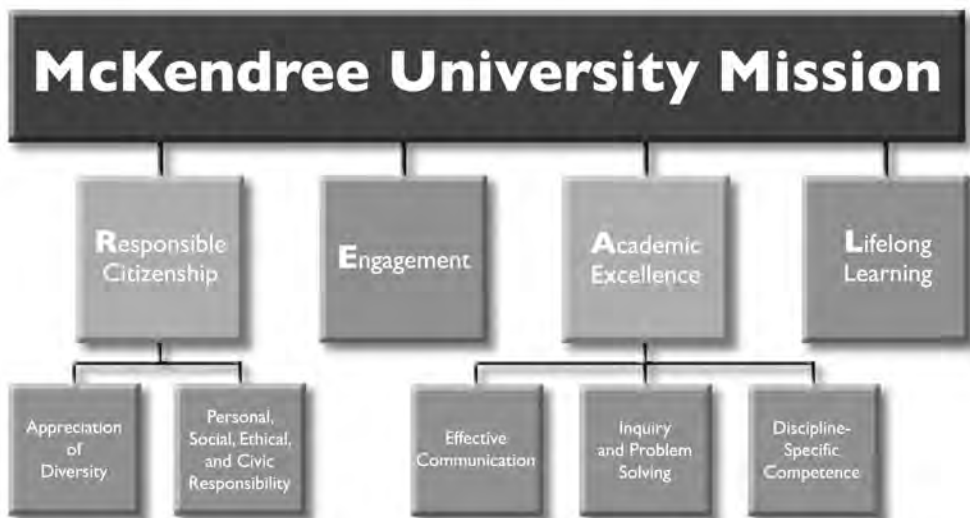 McKendree University Mission
Responsible
Citizenship
Engagement
Academic
Excellence
Lifelong
Learning
Appreciation
of
Diversity
Personal,
Social, Ethical,
and Civic
Responsibility
Effective
Communication
Inquiry
and Problem
Solving
Discipline-
Specific
Competence